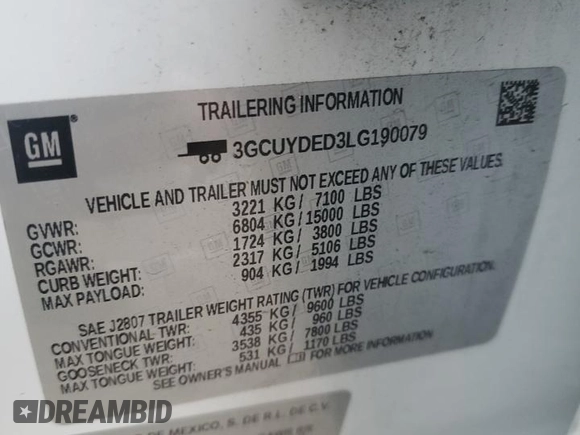 GM
TRAILERING INFORMATION
3GCUYDED3LG190079
VEHICLE AND TRAILER MUST NOT EXCEED ANY OF THESE VALUES.
GVWR: 3221 KG/ 7100 LBS
GCWR: 6804 KG/15000 LBS
RGAWR: 1724 KG/ 3800 LBS
CURB WEIGHT: 2317 KG/ 5106 LBS
MAX PAYLOAD: 904 KG/ 1994 LBS
SAE J2807 TRAILER WEIGHT RATING (TWR) FOR VEHICLE CONFIGURATION.
CONVENTIONAL TWR: 4355 KG/ 9600 LBS
MAX TONGUE WEIGHT: 435 KG/ 960 LBS
GOOSENECK TWR: 3538 KG/ 7800 LBS
MAX TONGUE WEIGHT: 531 KG/ 1170 LBS
SEE OWNER'S MANUAL FOR MORE INFORMATION
DE MEXICO, S. DE R.L. DE C.V.
DREAMBID